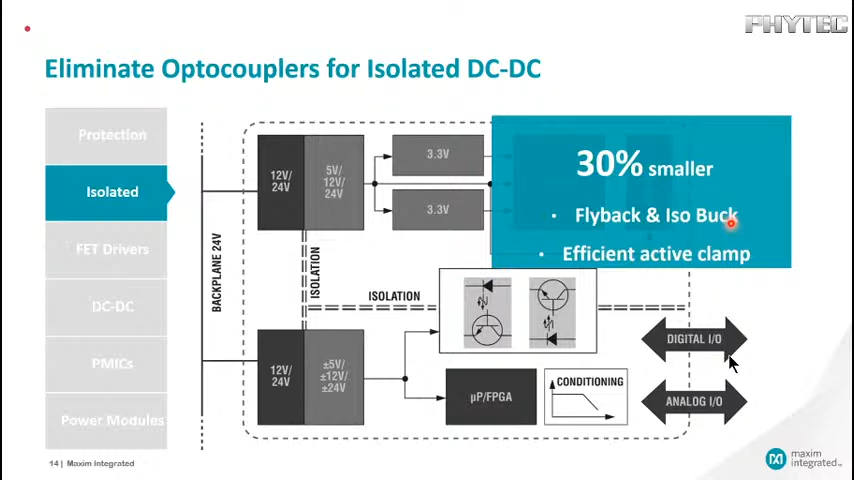 PHYTEC
Eliminate Optocouplers for Isolated DC-DC
Protection
Isolated
FET Drivers
DC-DC
PMICs
Power Modules
BACKPLANE 24V
12V/
24V
5V/
12V/
24V
3.3V
3.3V
30% smaller
• Flyback & Iso Buck
• Efficient active clamp
ISOLATION
ISOLATION
12V/
24V
±5V/
±12V/
±24V
µP/FPGA
CONDITIONING
DIGITAL I/O
ANALOG I/O
14 | Maxim Integrated
maxim
integrated™